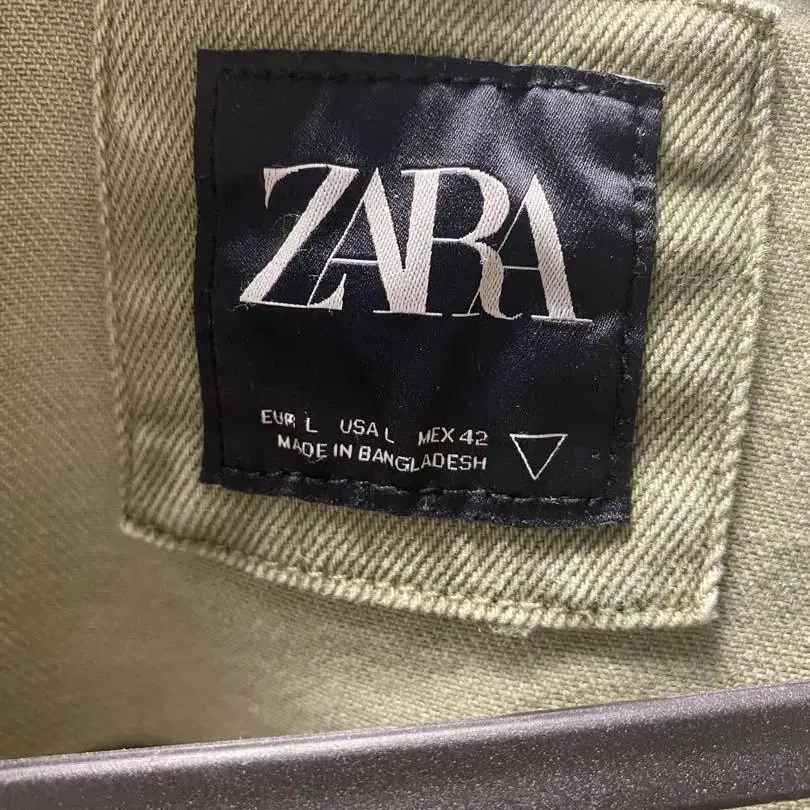 ZARA
EUR L USA L MEX 42
MADE IN BANGLADESH